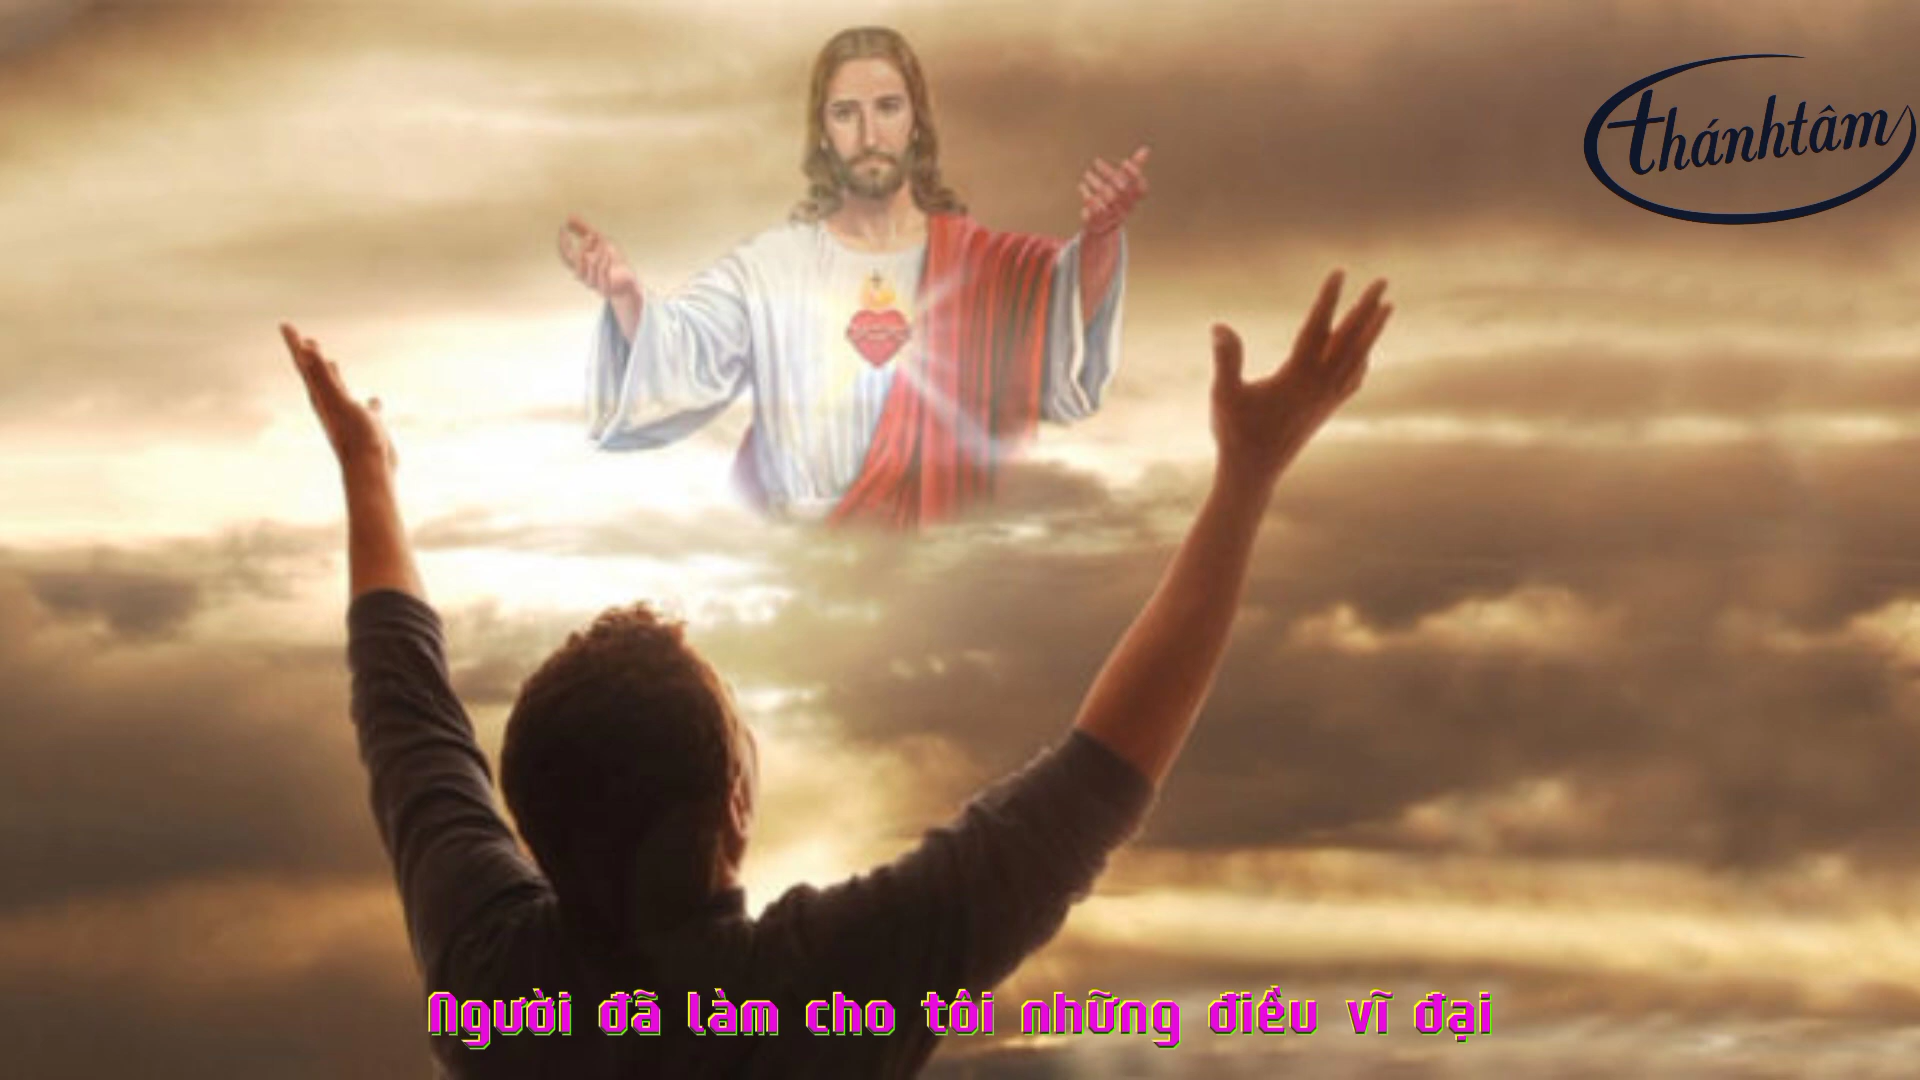 thánhtâm
Người đã làm cho tôi những điều vĩ đại